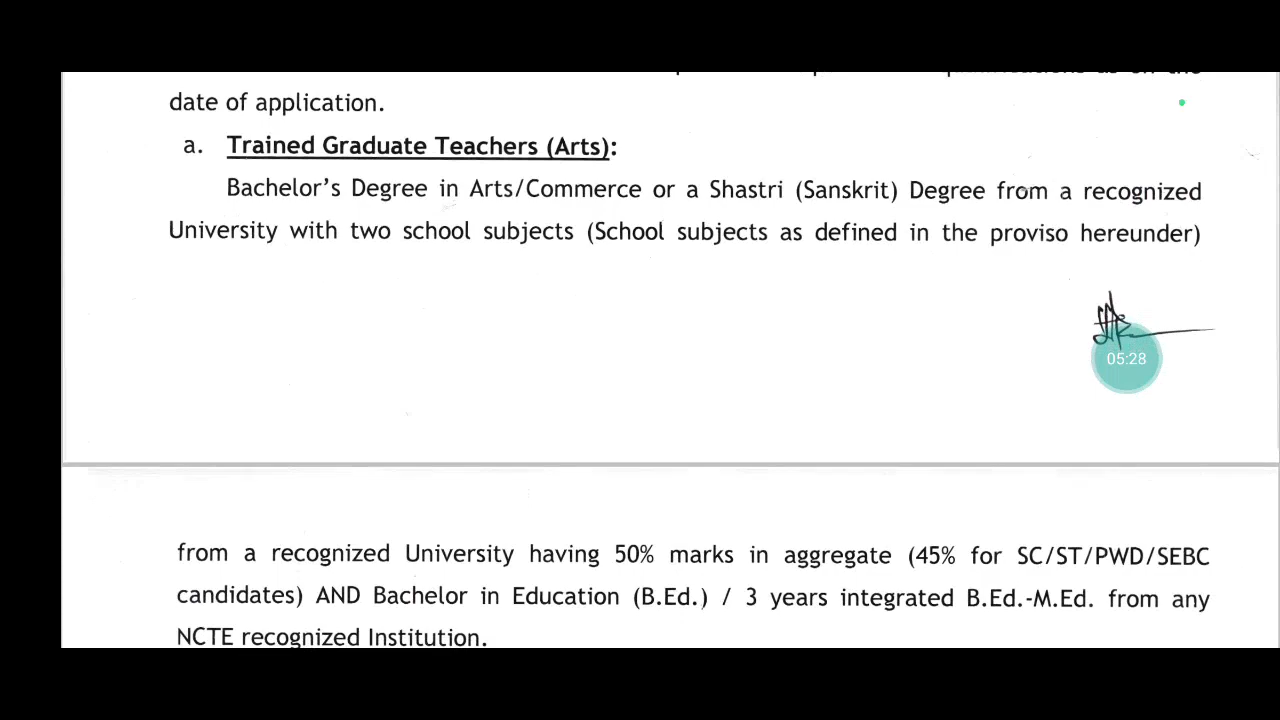 date of application.
a. Trained Graduate Teachers (Arts):
Bachelor's Degree in Arts/Commerce or a Shastri (Sanskrit) Degree from a recognized
University with two school subjects (School subjects as defined in the proviso hereunder)
05:28
from a recognized University having 50% marks in aggregate (45% for SC/ST/PWD/SEBC
candidates) AND Bachelor in Education (B.Ed.) / 3 years integrated B.Ed.-M.Ed. from any
NCTE recognized Institution.